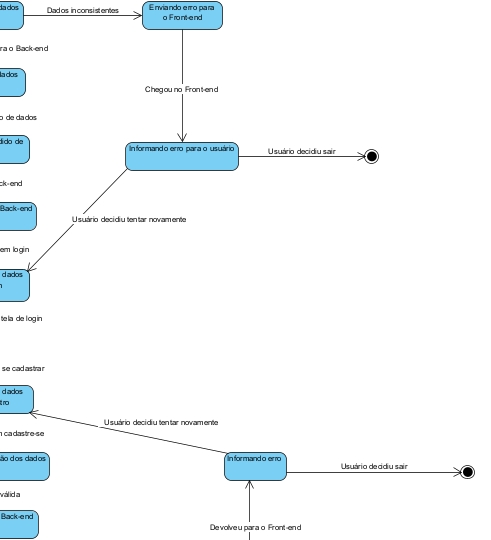 dados
Dados inconsistentes
Enviando erro para
o Front-end
ra o Back-end
dados
Chegou no Front-end
o de dados
dido de
Informando erro para o usuário
Usuário decidiu sair
ck-end
Back-end
Usuário decidiu tentar novamente
em login
dados
n
tela de login
se cadastrar
dados
tro
Usuário decidiu tentar novamente
n cadastre-se
ão dos dados
Informando erro
Usuário decidiu sair
válida
Back-end
Devolveu para o Front-end